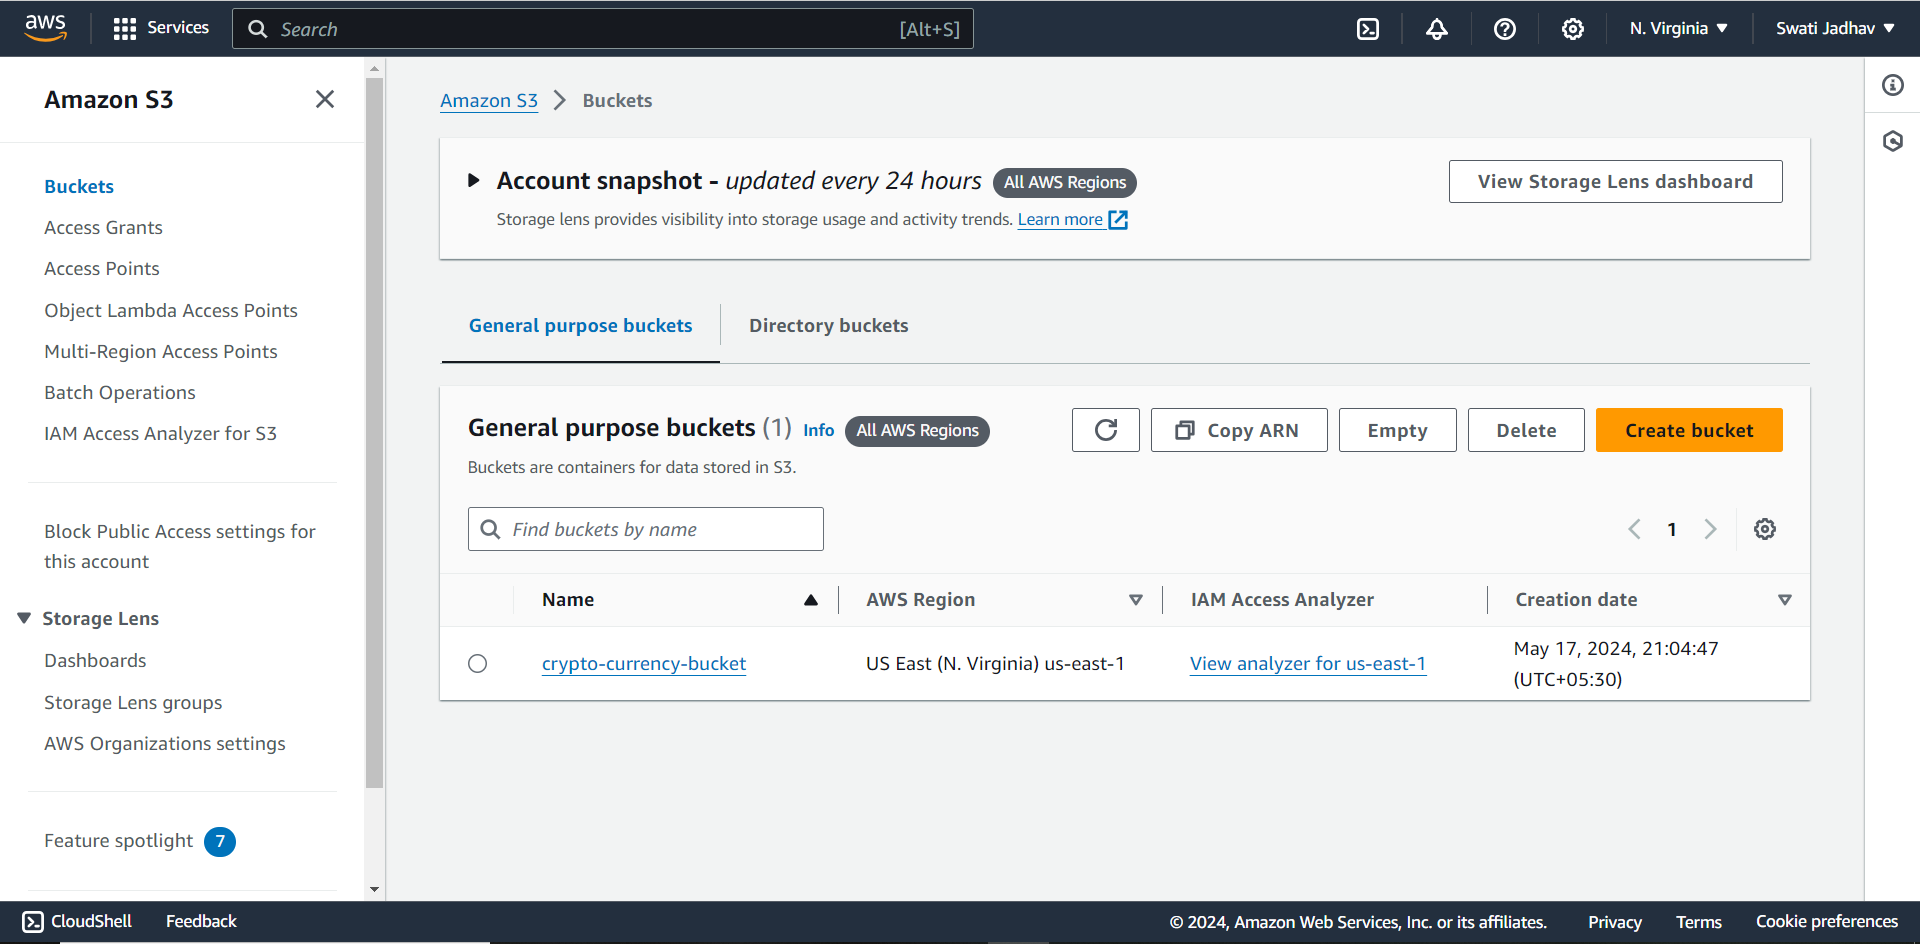 aws
Services
Search
[Alt+S]
N. Virginia
Swati Jadhav
Amazon S3
Buckets
Access Grants
Access Points
Object Lambda Access Points
Multi-Region Access Points
Batch Operations
IAM Access Analyzer for S3
Block Public Access settings for
this account
Storage Lens
Dashboards
Storage Lens groups
AWS Organizations settings
Feature spotlight 7
Amazon S3 > Buckets
Account snapshot - updated every 24 hours All AWS Regions
Storage lens provides visibility into storage usage and activity trends. Learn more
View Storage Lens dashboard
General purpose buckets
Directory buckets
General purpose buckets (1) Info All AWS Regions
Buckets are containers for data stored in S3.
Copy ARN
Empty
Delete
Create bucket
Find buckets by name
1
Name
AWS Region
IAM Access Analyzer
Creation date
crypto-currency-bucket
US East (N. Virginia) us-east-1
View analyzer for us-east-1
May 17, 2024, 21:04:47
(UTC+05:30)
CloudShell
Feedback
© 2024, Amazon Web Services, Inc. or its affiliates.
Privacy
Terms
Cookie preferences